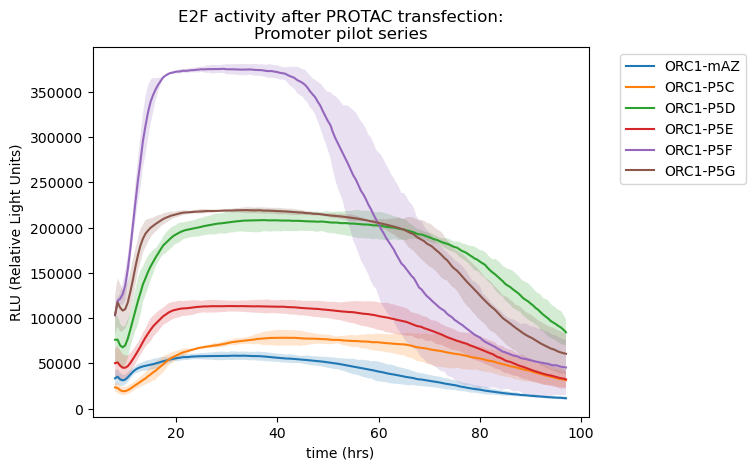 E2F activity after PROTAC transfection:
Promoter pilot series
RLU (Relative Light Units)
350000
300000
250000
200000
150000
100000
50000
0
20
40
60
80
100
time (hrs)
ORC1-mAZ
ORC1-P5C
ORC1-P5D
ORC1-P5E
ORC1-P5F
ORC1-P5G